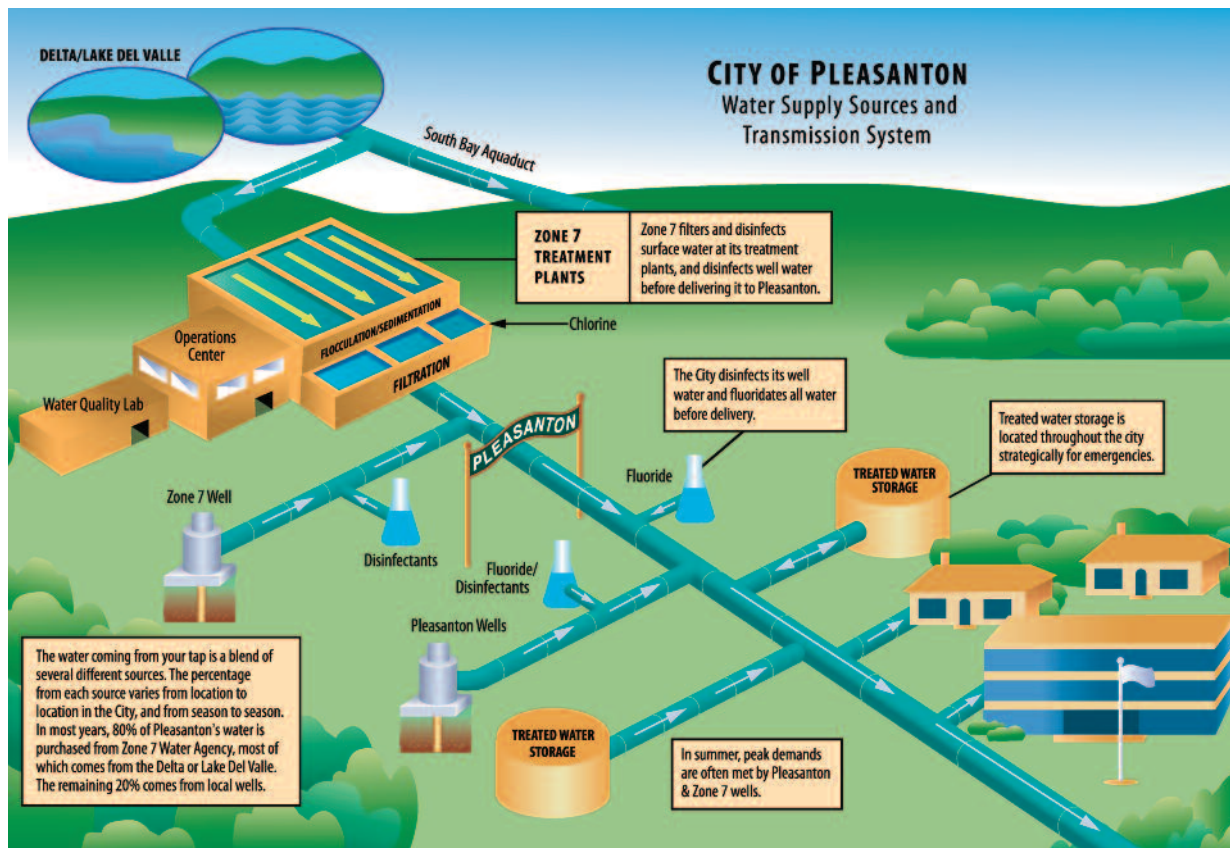 DELTA/LAKE DEL VALLE
CITY OF PLEASANTON
Water Supply Sources and
Transmission System
South Bay Aquaduct
ZONE 7
TREATMENT
PLANTS
Zone 7 filters and disinfects
surface water at its treatment
plants, and disinfects well water
before delivering it to Pleasanton.
FLOCCULATION/SEDIMENTATION
Chlorine
Operations
Center
FILTRATION
Water Quality Lab
The City disinfects its well
water and fluoridates all water
before delivery.
PLEASANTON
Treated water storage is
located throughout the city
strategically for emergencies.
Zone 7 Well
Fluoride
TREATED WATER
STORAGE
Disinfectants
Fluoride/
Disinfectants
Pleasanton Wells
The water coming from your tap is a blend of
several different sources. The percentage
from each source varies from location to
location in the City, and from season to season.
In most years, 80% of Pleasanton's water is
purchased from Zone 7 Water Agency, most of
which comes from the Delta or Lake Del Valle.
The remaining 20% comes from local wells.
TREATED WATER
STORAGE
In summer, peak demands
are often met by Pleasanton
& Zone 7 wells.